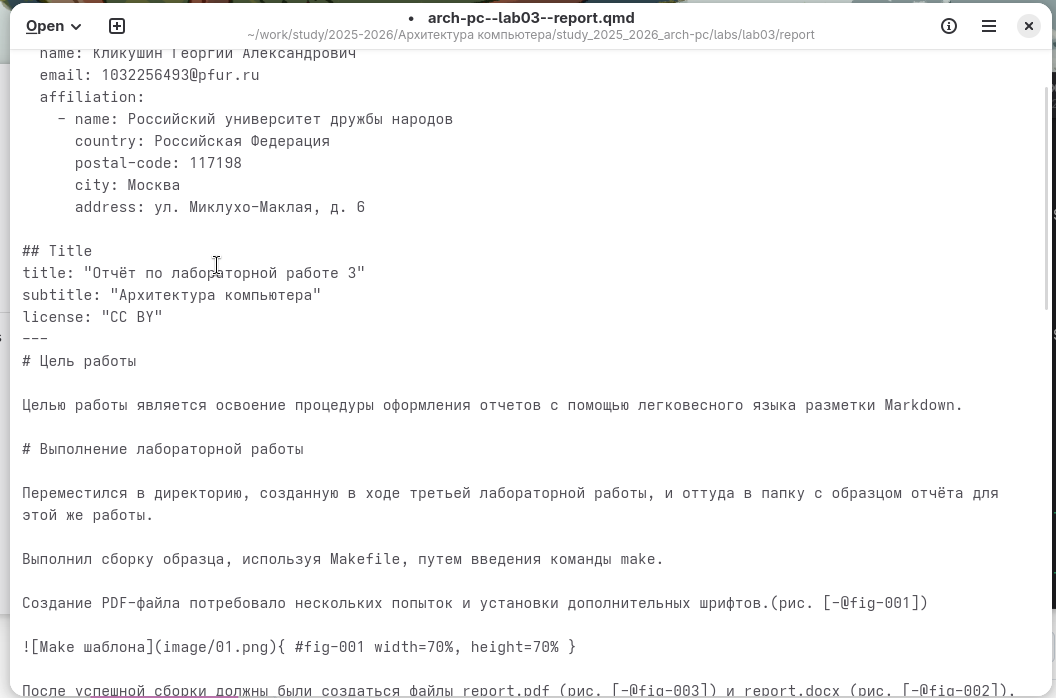 Open
• arch-pc--lab03--report.qmd
~/work/study/2025-2026/Архитектура компьютера/study_2025_2026_arch-pc/labs/lab03/report
name: Кликушин Георгий Александрович
email: 1032256493@pfur.ru
affiliation:
- name: Российский университет дружбы народов
country: Российская Федерация
postal-code: 117198
city: Москва
address: ул. Миклухо-Маклая, д. 6
## Title
title: "Отчёт по лабораторной работе 3"
subtitle: "Архитектура компьютера"
license: "CC BY"
---
# Цель работы
Целью работы является освоение процедуры оформления отчетов с помощью легковесного языка разметки Markdown.
# Выполнение лабораторной работы
Переместился в директорию, созданную в ходе третьей лабораторной работы, и оттуда в папку с образцом отчёта для
этой же работы.
Выполнил сборку образца, используя Makefile, путем введения команды make.
Создание PDF-файла потребовало нескольких попыток и установки дополнительных шрифтов.(рис. [-@fig-001])
![Make шаблона](image/01.png){ #fig-001 width=70%, height=70% }
После успешной сборки должны были создаться файлы report.pdf (рис. [-@fig-003]) и report.docx (рис. [-@fig-002]).